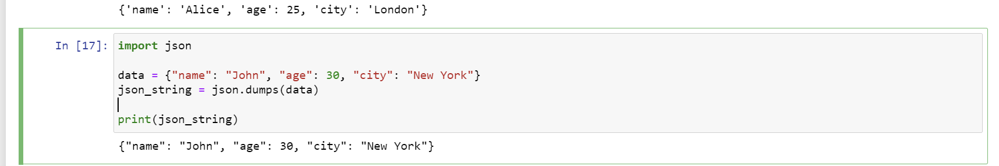 {'name': 'Alice', 'age': 25, 'city': 'London'}
In [17]: import json
data = {"name": "John", "age": 30, "city": "New York"}
json_string = json.dumps(data)
print(json_string)
{"name": "John", "age": 30, "city": "New York"}